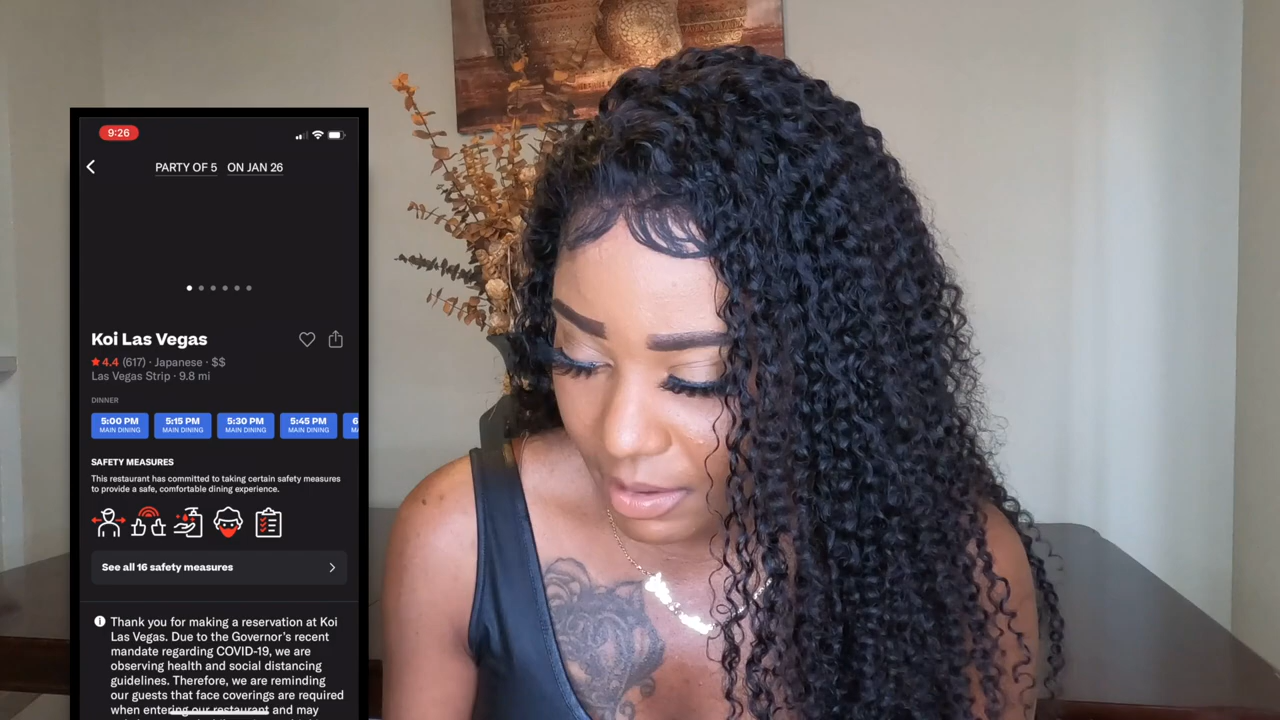 9:26
PARTY OF 5 ON JAN 26
Koi Las Vegas
4.4 (617) · Japanese · $$
Las Vegas Strip · 9.8 mi
DINNER
5:00 PM 5:15 PM 5:30 PM 5:45 PM 6
MAIN DINING MAIN DINING MAIN DINING MAIN DINING MA
SAFETY MEASURES
This restaurant has committed to taking certain safety measures
to provide a safe, comfortable dining experience.
See all 16 safety measures
Thank you for making a reservation at Koi
Las Vegas. Due to the Governor's recent
mandate regarding COVID-19, we are
observing health and social distancing
guidelines. Therefore, we are reminding
our guests that face coverings are required
when entering our restaurant and may